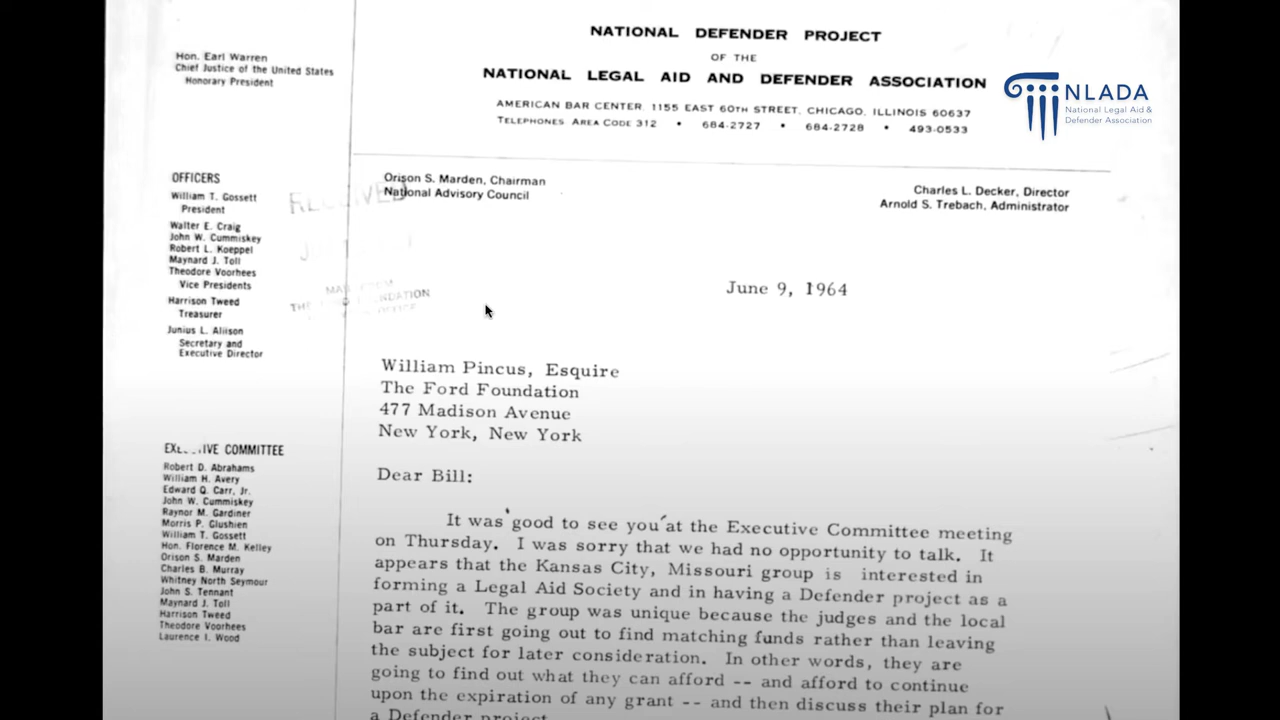 Hon. Earl Warren
Chief Justice of the United States
Honorary President
NATIONAL DEFENDER PROJECT
OF THE
NATIONAL LEGAL AID AND DEFENDER ASSOCIATION
AMERICAN BAR CENTER 1155 EAST 60TH STREET, CHICAGO, ILLINOIS 60637
TELEPHONES AREA CODE 312 • 684-2727 • 684-2728 • 493-0533
NLADA
National Legal Aid &
Defender Association
OFFICERS
William T. Gossett
President
Walter E. Craig
John W. Cummiskey
Robert L. Koeppel
Maynard J. Toll
Theodore Voorhees
Vice Presidents
Harrison Tweed
Treasurer
Junius L. Allison
Secretary and
Executive Director
EXECUTIVE COMMITTEE
Robert D. Abrahams
William H. Avery
Edward Q. Carr, Jr.
John W. Cummiskey
Raynor M. Gardiner
Morris P. Glushien
William T. Gossett
Hon. Florence M. Kelley
Orison S. Marden
Charles B. Murray
Whitney North Seymour
John S. Tennant
Maynard J. Toll
Harrison Tweed
Theodore Voorhees
Laurence I. Wood
Orison S. Marden, Chairman
National Advisory Council
Charles L. Decker, Director
Arnold S. Trebach, Administrator
RECEIVED
THE FORD FOUNDATION
June 9, 1964
William Pincus, Esquire
The Ford Foundation
477 Madison Avenue
New York, New York
Dear Bill:
It was good to see you at the Executive Committee meeting
on Thursday. I was sorry that we had no opportunity to talk. It
appears that the Kansas City, Missouri group is interested in
forming a Legal Aid Society and in having a Defender project as a
part of it. The group was unique because the judges and the local
bar are first going out to find matching funds rather than leaving
the subject for later consideration. In other words, they are
going to find out what they can afford -- and afford to continue
upon the expiration of any grant -- and then discuss their plan for
a Defender project